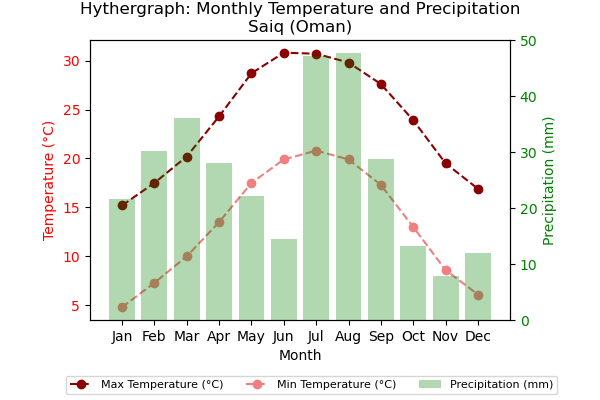 Hythergraph: Monthly Temperature and Precipitation
Saiq (Oman)
Temperature (°C)
30
25
20
15
10
5
Precipitation (mm)
50
40
30
20
10
0
Jan Feb Mar Apr May Jun Jul Aug Sep Oct Nov Dec
Month
Max Temperature (°C) Min Temperature (°C) Precipitation (mm)